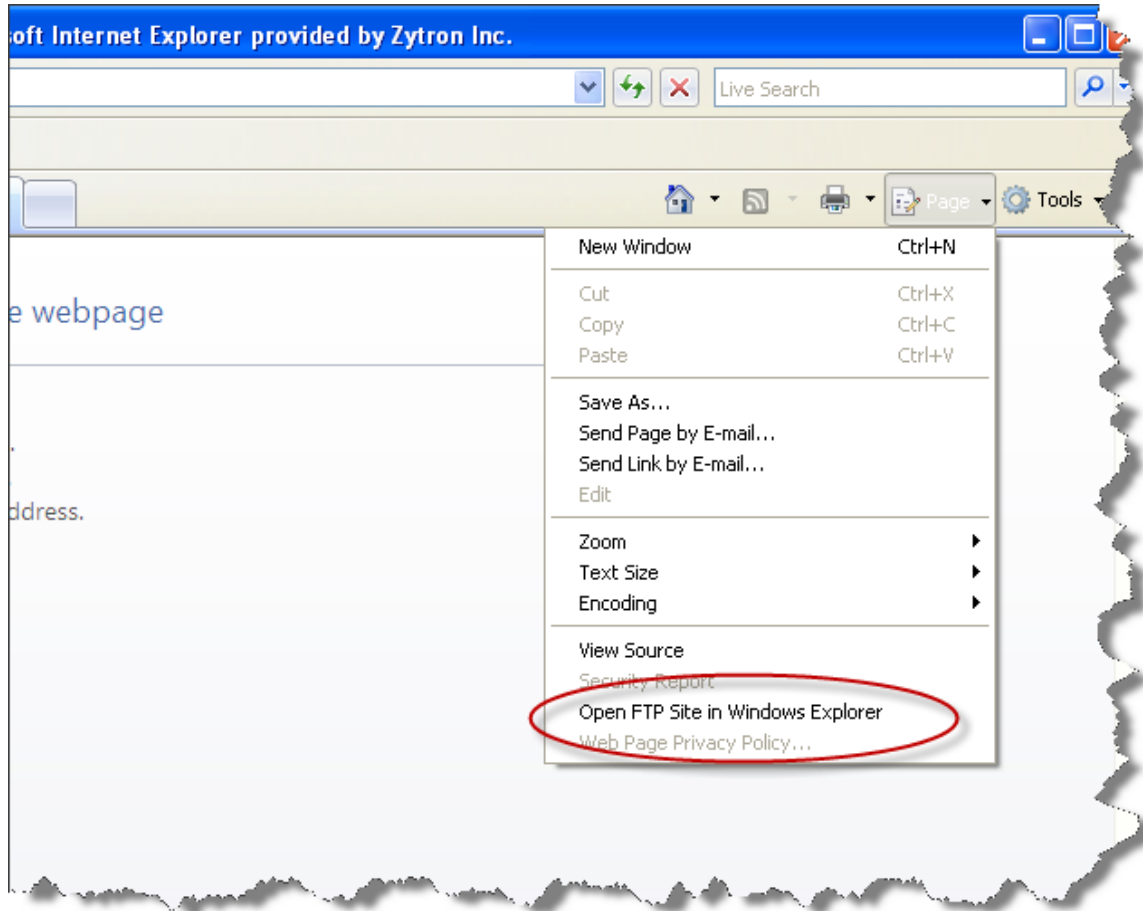 soft Internet Explorer provided by Zytron Inc.
Live Search
Page Tools
New Window Ctrl+N
e webpage
Cut Ctrl+X
Copy Ctrl+C
Paste Ctrl+V
Save As...
Send Page by E-mail...
Send Link by E-mail...
Edit
ddress.
Zoom
Text Size
Encoding
View Source
Security Report
Open FTP Site in Windows Explorer
Web Page Privacy Policy...